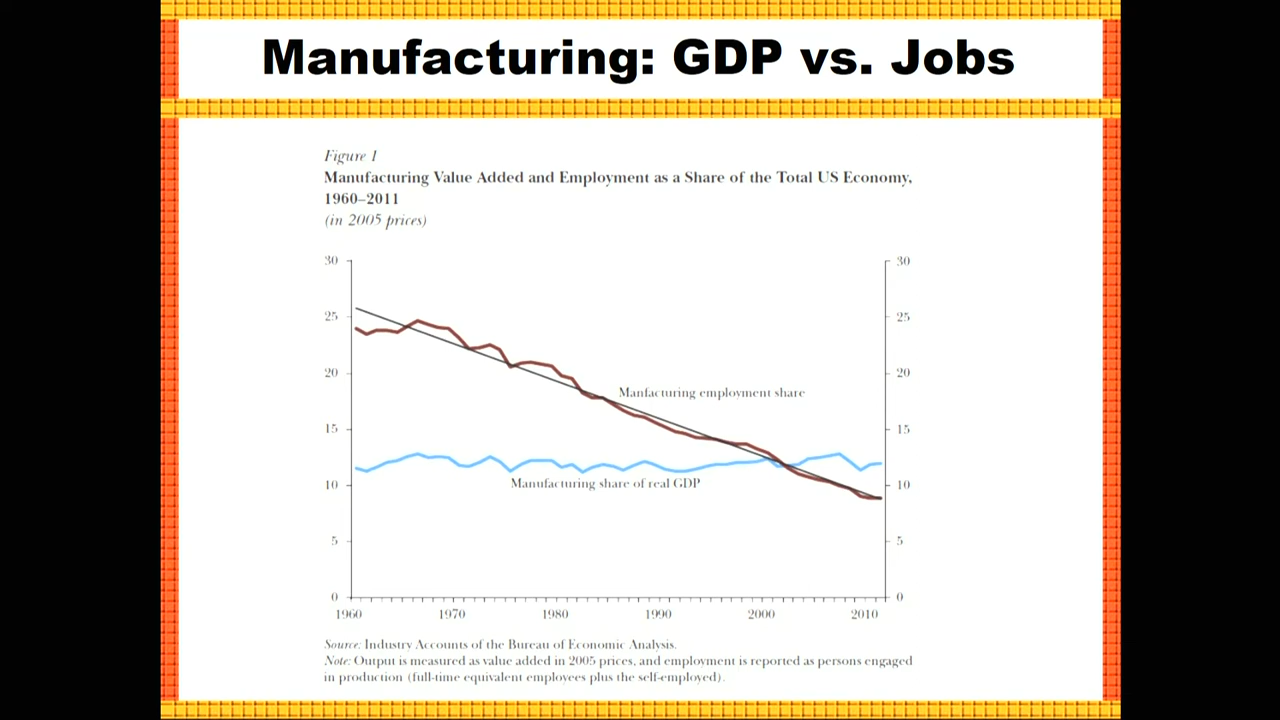 Manufacturing: GDP vs. Jobs
Figure 1
Manufacturing Value Added and Employment as a Share of the Total US Economy,
1960–2011
(in 2005 prices)
30 30
25 25
20 20
Manfacturing employment share
15 15
10 10
Manufacturing share of real GDP
5 5
0 0
1960 1970 1980 1990 2000 2010
Source: Industry Accounts of the Bureau of Economic Analysis.
Note: Output is measured as value added in 2005 prices, and employment is reported as persons engaged
in production (full-time equivalent employees plus the self-employed).